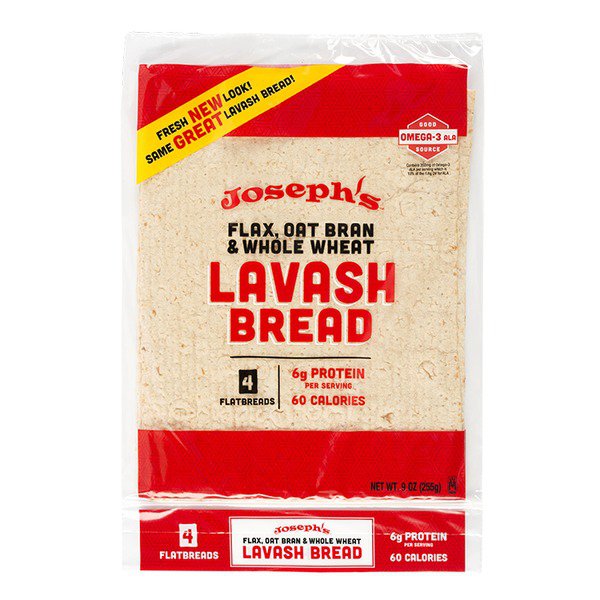 FRESH NEW LOOK!
SAME GREAT LAVASH BREAD!
GOOD
OMEGA-3 ALA
SOURCE
Joseph's
FLAX, OAT BRAN
& WHOLE WHEAT
LAVASH
BREAD
4
FLATBREADS
6g PROTEIN
PER SERVING
60 CALORIES
NET WT. 9 OZ (255g)
4
FLATBREADS
Joseph's
FLAX, OAT BRAN & WHOLE WHEAT
LAVASH BREAD
6g PROTEIN
PER SERVING
60 CALORIES